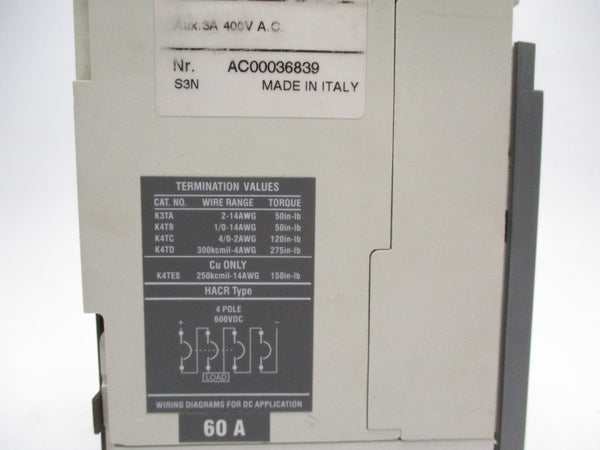 Aux.3A 400V A.C.
Nr. AC00036839
S3N MADE IN ITALY
TERMINATION VALUES
CAT. NO. WIRE RANGE TORQUE
K3TA 2-14AWG 50in-lb
K4TB 1/0-14AWG 50in-lb
K4TC 4/0-2AWG 120in-lb
K4TD 300kcmil-4AWG 275in-lb
Cu ONLY
K4TES 250kcmil-14AWG 150in-lb
HACR Type
4 POLE
600VDC
+ −
LOAD
WIRING DIAGRAMS FOR DC APPLICATION
60 A